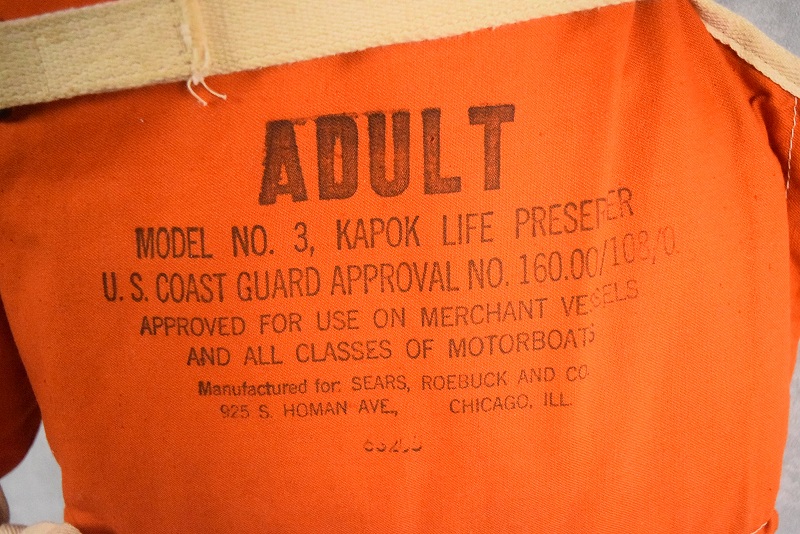 ADULT
MODEL NO. 3, KAPOK LIFE PRESERER
U. S. COAST GUARD APPROVAL NO. 160.00/108/0
APPROVED FOR USE ON MERCHANT VESSELS
AND ALL CLASSES OF MOTORBOATS
Manufactured for: SEARS, ROEBUCK AND CO.
925 S. HOMAN AVE., CHICAGO, ILL.